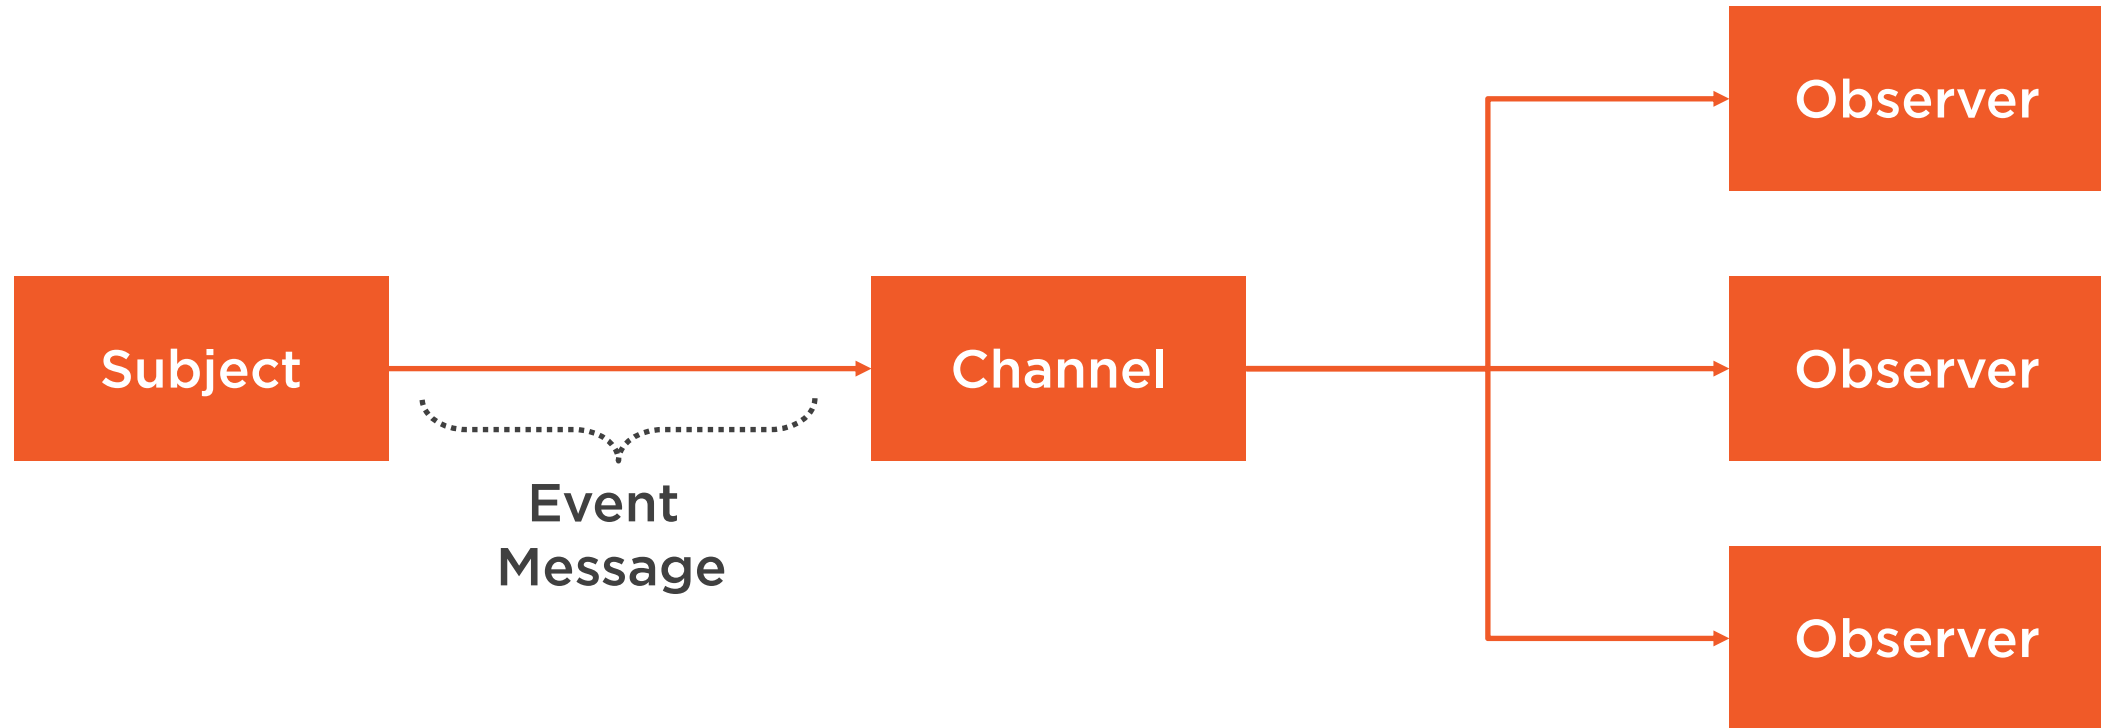 Observer
Subject
Channel
Observer
Event
Message
Observer